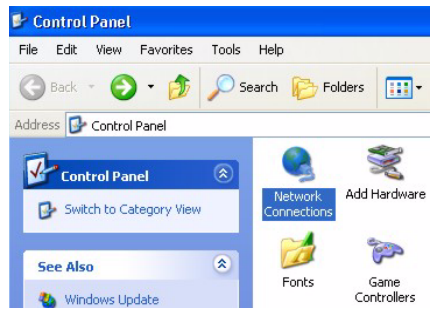 Control Panel
File Edit View Favorites Tools Help
Back Search Folders
Address Control Panel
Control Panel
Switch to Category View
See Also
Windows Update
Network Connections
Add Hardware
Fonts
Game Controllers